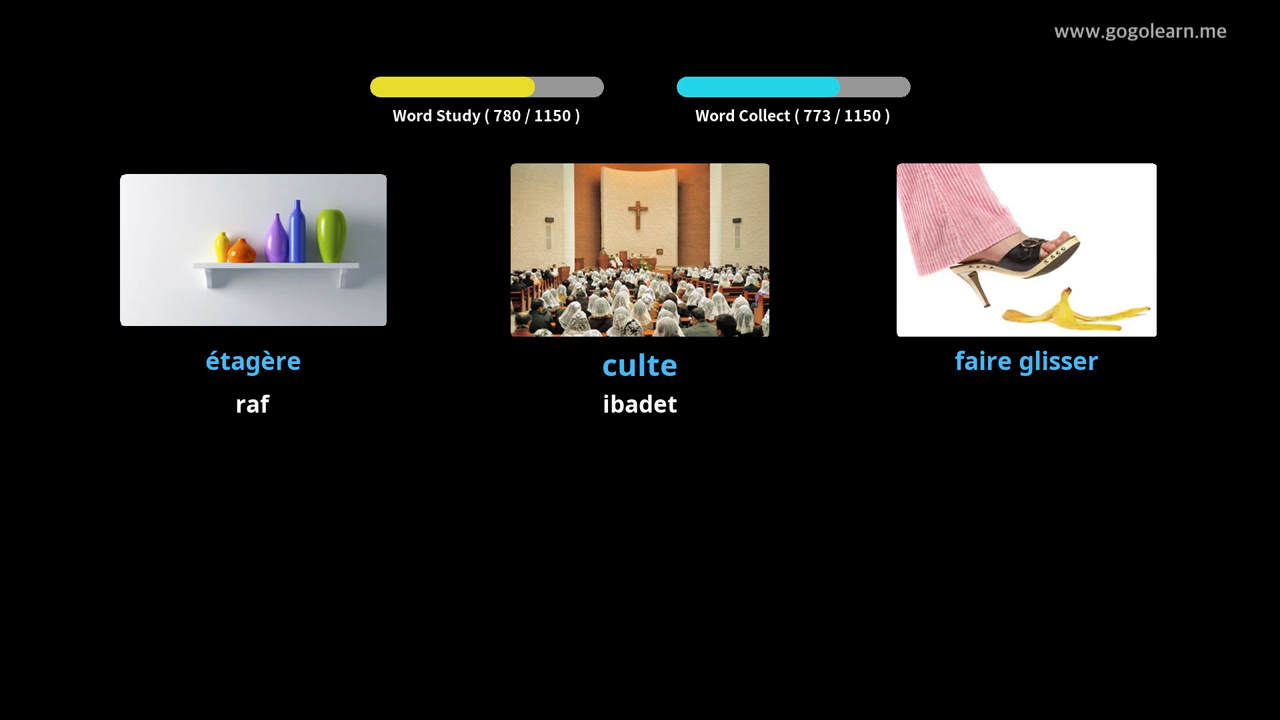 www.gogolearn.me
Word Study ( 780 / 1150 )
Word Collect ( 773 / 1150 )
étagère
culte
faire glisser
raf
ibadet